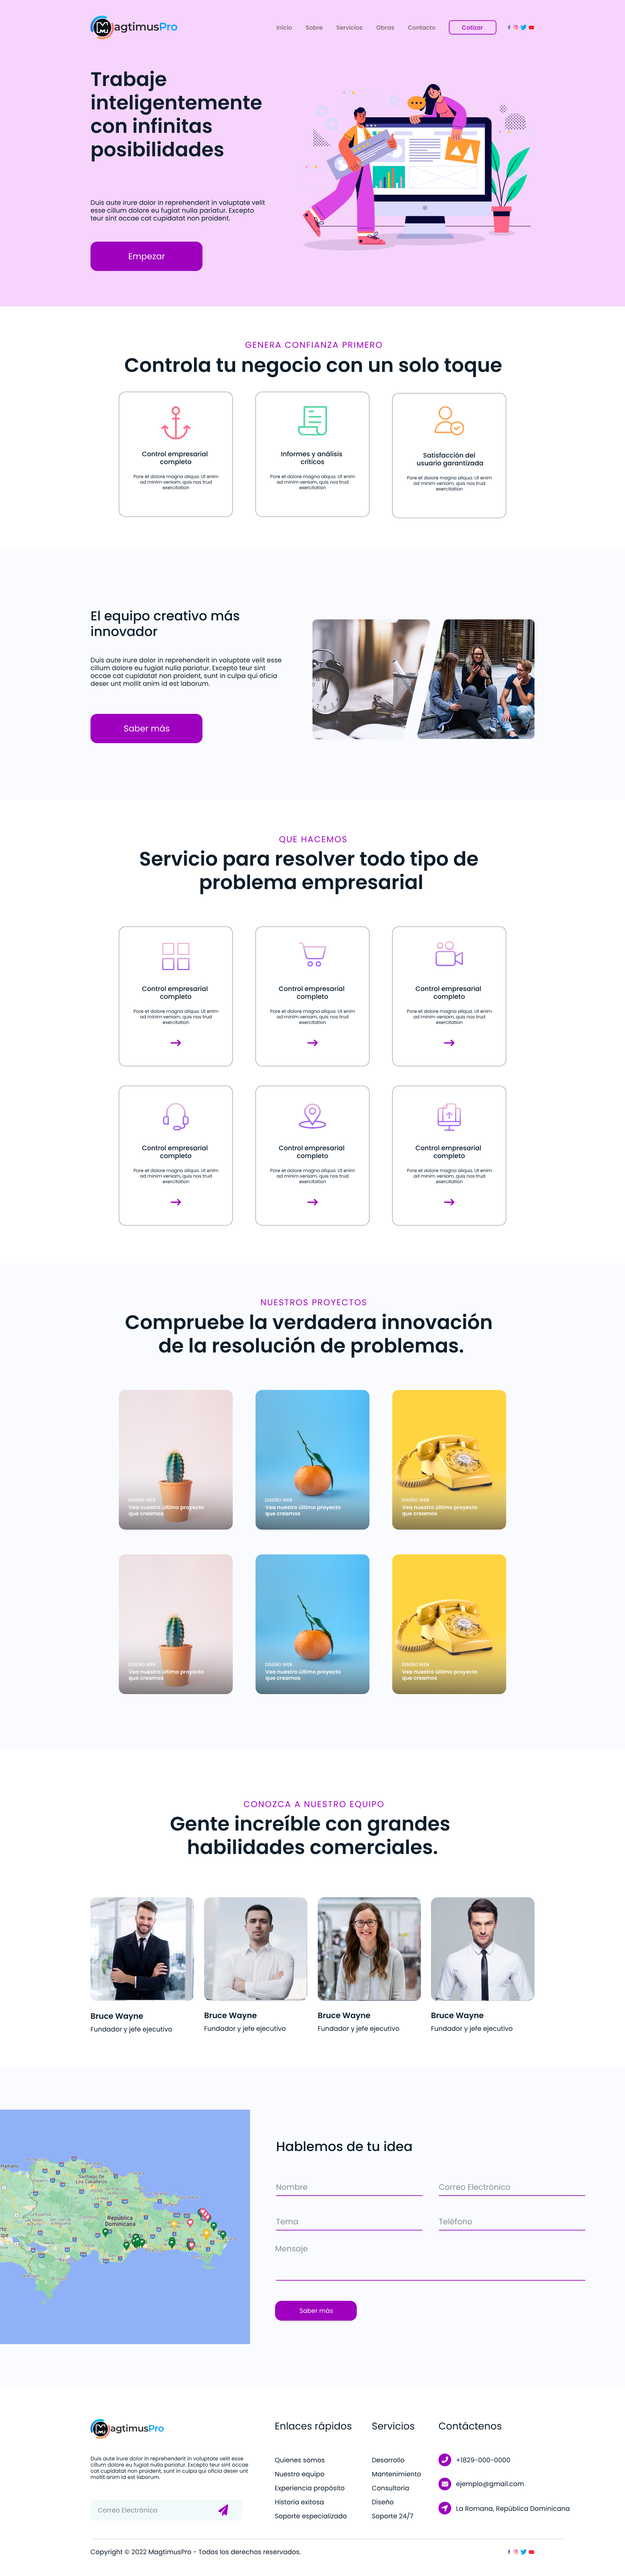 MagtimusPro
Inicio
Sobre
Servicios
Obras
Contacto
Cotizar
Trabaje
inteligentemente
con infinitas
posibilidades
Duis aute irure dolor in reprehenderit in voluptate velit
esse cillum dolore eu fugiat nulla pariatur. Excepto
teur sint occae cat cupidatat non proident.
Empezar
GENERA CONFIANZA PRIMERO
Controla tu negocio con un solo toque
Control empresarial
completo
Pore et dolore magna aliqua. Ut enim
ad minim veniam, quis nos trud
exercitation
Informes y análisis
críticos
Pore et dolore magna aliqua. Ut enim
ad minim veniam, quis nos trud
exercitation
Satisfacción del
usuario garantizada
Pore et dolore magna aliqua. Ut enim
ad minim veniam, quis nos trud
exercitation
El equipo creativo más
innovador
Duis aute irure dolor in reprehenderit in voluptate velit esse
cillum dolore eu fugiat nulla pariatur. Excepto teur sint
occae cat cupidatat non proident, sunt in culpa qui oficia
deser unt mollit anim id est laborum.
Saber más
QUE HACEMOS
Servicio para resolver todo tipo de
problema empresarial
Control empresarial
completo
Pore et dolore magna aliqua. Ut enim
ad minim veniam, quis nos trud
exercitation
Control empresarial
completo
Pore et dolore magna aliqua. Ut enim
ad minim veniam, quis nos trud
exercitation
Control empresarial
completo
Pore et dolore magna aliqua. Ut enim
ad minim veniam, quis nos trud
exercitation
Control empresarial
completo
Pore et dolore magna aliqua. Ut enim
ad minim veniam, quis nos trud
exercitation
Control empresarial
completo
Pore et dolore magna aliqua. Ut enim
ad minim veniam, quis nos trud
exercitation
Control empresarial
completo
Pore et dolore magna aliqua. Ut enim
ad minim veniam, quis nos trud
exercitation
NUESTROS PROYECTOS
Compruebe la verdadera innovación
de la resolución de problemas.
DISEÑO WEB
Vea nuestro último proyecto
que creamos
DISEÑO WEB
Vea nuestro último proyecto
que creamos
DISEÑO WEB
Vea nuestro último proyecto
que creamos
DISEÑO WEB
Vea nuestro último proyecto
que creamos
DISEÑO WEB
Vea nuestro último proyecto
que creamos
DISEÑO WEB
Vea nuestro último proyecto
que creamos
CONOZCA A NUESTRO EQUIPO
Gente increíble con grandes
habilidades comerciales.
Bruce Wayne
Fundador y jefe ejecutivo
Bruce Wayne
Fundador y jefe ejecutivo
Bruce Wayne
Fundador y jefe ejecutivo
Bruce Wayne
Fundador y jefe ejecutivo
Santiago De
Los Caballeros
República
Dominicana
Hablemos de tu idea
Nombre
Correo Electrónico
Tema
Teléfono
Mensaje
Saber más
MagtimusPro
Duis aute irure dolor in reprehenderit in voluptate velit esse
cillum dolore eu fugiat nulla pariatur. Excepto teur sint occae
cat cupidatat non proident, sunt in culpa qui oficia deser unt
mollit anim id est laborum.
Correo Electrónico
Enlaces rápidos
Quienes somos
Nuestro equipo
Experiencia propósito
Historia exitosa
Soporte especializado
Servicios
Desarrollo
Mantenimiento
Consultoria
Diseño
Soporte 24/7
Contáctenos
+1829-000-0000
ejemplo@gmail.com
La Romana, República Dominicana
Copyright © 2022 MagtimusPro - Todos los derechos reservados.